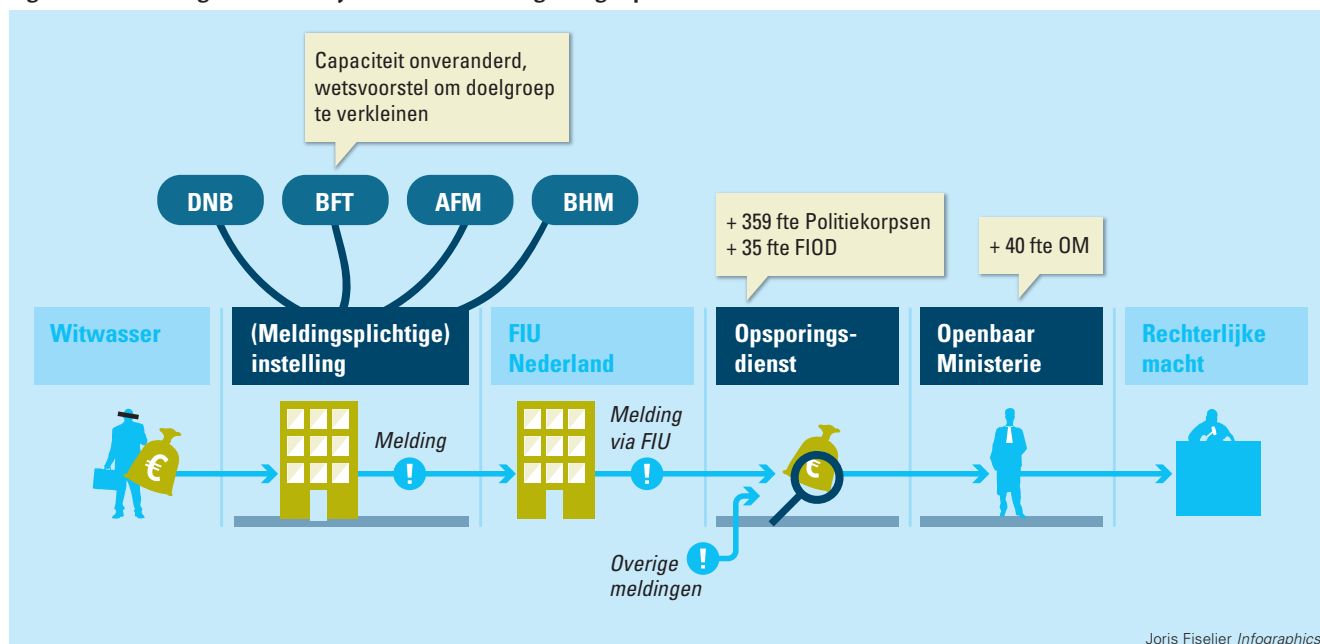 Capaciteit onveranderd,
wetsvoorstel om doelgroep
te verkleinen
DNB
BFT
AFM
BHM
+ 359 fte Politiekorpsen
+ 35 fte FIOD
+ 40 fte OM
Witwasser
(Meldingsplichtige)
instelling
FIU
Nederland
Opsporings-
dienst
Openbaar
Ministerie
Rechterlijke
macht
Melding
Melding
via FIU
€
!
!
€
Overige
meldingen
!
Joris Fiselier Infographics